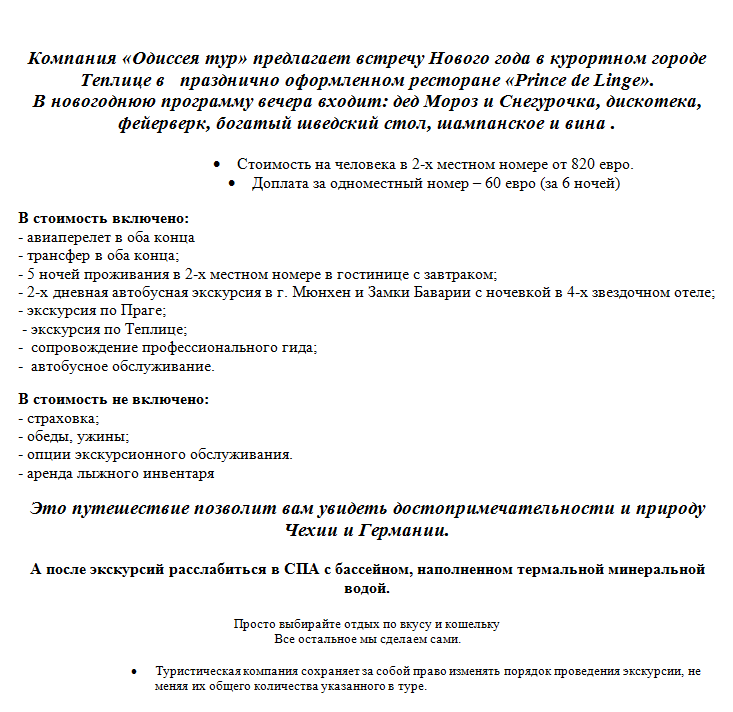 Компания «Одиссея тур» предлагает встречу Нового года в курортном городе
Теплице в празднично оформленном ресторане «Prince de Linge».
В новогоднюю программу вечера входит: дед Мороз и Снегурочка, дискотека,
фейерверк, богатый шведский стол, шампанское и вина .
• Стоимость на человека в 2-х местном номере от 820 евро.
• Доплата за одноместный номер – 60 евро (за 6 ночей)
В стоимость включено:
- авиаперелет в оба конца
- трансфер в оба конца;
- 5 ночей проживания в 2-х местном номере в гостинице с завтраком;
- 2-х дневная автобусная экскурсия в г. Мюнхен и Замки Баварии с ночевкой в 4-х звездочном отеле;
- экскурсия по Праге;
- экскурсия по Теплице;
- сопровождение профессионального гида;
- автобусное обслуживание.
В стоимость не включено:
- страховка;
- обеды, ужины;
- опции экскурсионного обслуживания.
- аренда лыжного инвентаря
Это путешествие позволит вам увидеть достопримечательности и природу
Чехии и Германии.
А после экскурсий расслабиться в СПА с бассейном, наполненном термальной минеральной
водой.
Просто выбирайте отдых по вкусу и кошельку
Все остальное мы сделаем сами.
• Туристическая компания сохраняет за собой право изменять порядок проведения экскурсии, не
меняя их общего количества указанного в туре.